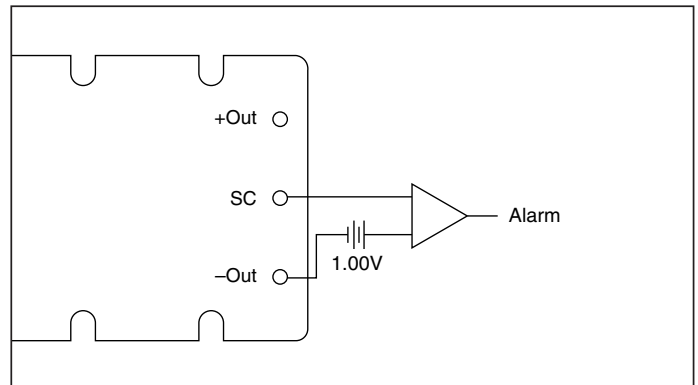 +Out
SC
Alarm
1.00V
–Out